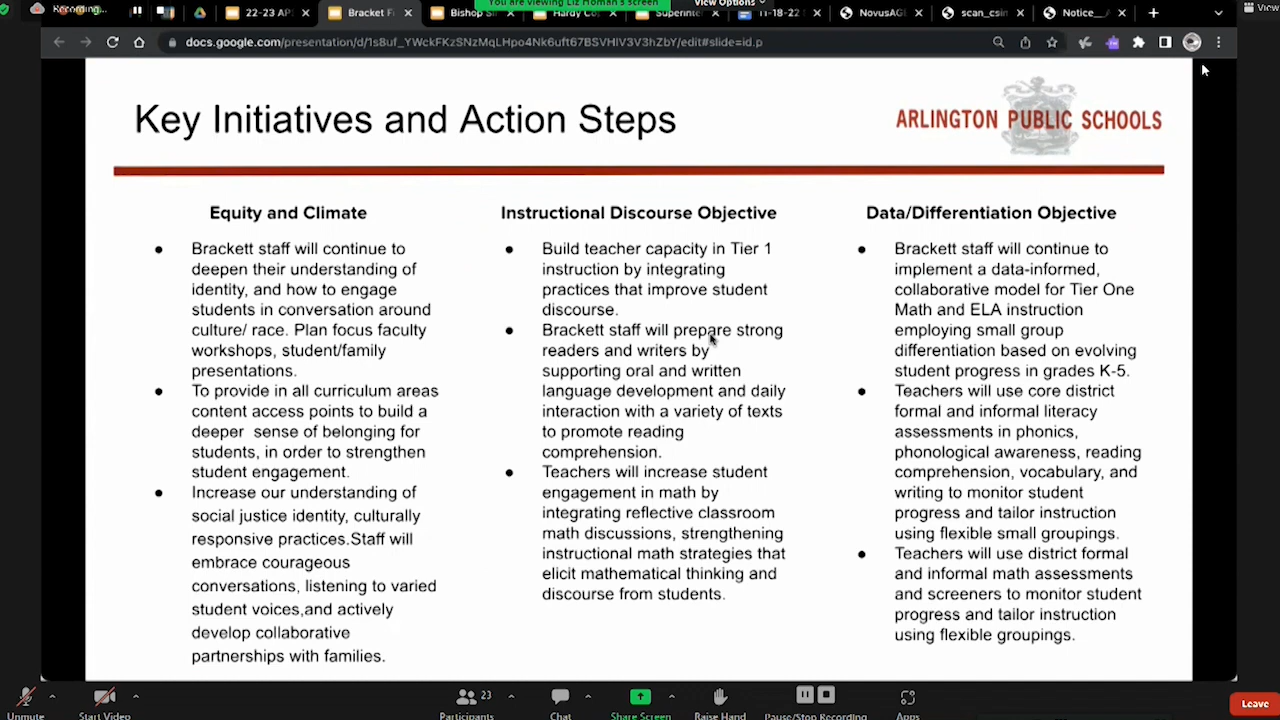 Recording...
You are viewing Liz Homan's screen
View Options
View
22-23 AP
Bracket Fi
Bishop Si
Hardy Co
Superinte
11-18-22
NovusAG
scan_csin
Notice_
docs.google.com/presentation/d/1s8uf_YWckFKzSNzMqLHpo4Nk6uft67BSVHIV3V3hZbY/edit#slide=id.p
Key Initiatives and Action Steps
ARLINGTON PUBLIC SCHOOLS
Equity and Climate
● Brackett staff will continue to
deepen their understanding of
identity, and how to engage
students in conversation around
culture/ race. Plan focus faculty
workshops, student/family
presentations.
● To provide in all curriculum areas
content access points to build a
deeper sense of belonging for
students, in order to strengthen
student engagement.
● Increase our understanding of
social justice identity, culturally
responsive practices.Staff will
embrace courageous
conversations, listening to varied
student voices,and actively
develop collaborative
partnerships with families.
Instructional Discourse Objective
● Build teacher capacity in Tier 1
instruction by integrating
practices that improve student
discourse.
● Brackett staff will prepare strong
readers and writers by
supporting oral and written
language development and daily
interaction with a variety of texts
to promote reading
comprehension.
● Teachers will increase student
engagement in math by
integrating reflective classroom
math discussions, strengthening
instructional math strategies that
elicit mathematical thinking and
discourse from students.
Data/Differentiation Objective
● Brackett staff will continue to
implement a data-informed,
collaborative model for Tier One
Math and ELA instruction
employing small group
differentiation based on evolving
student progress in grades K-5.
● Teachers will use core district
formal and informal literacy
assessments in phonics,
phonological awareness, reading
comprehension, vocabulary, and
writing to monitor student
progress and tailor instruction
using flexible small groupings.
● Teachers will use district formal
and informal math assessments
and screeners to monitor student
progress and tailor instruction
using flexible groupings.
Unmute
Start Video
Participants
23
Chat
Share Screen
Raise Hand
Pause/Stop Recording
Apps
Leave